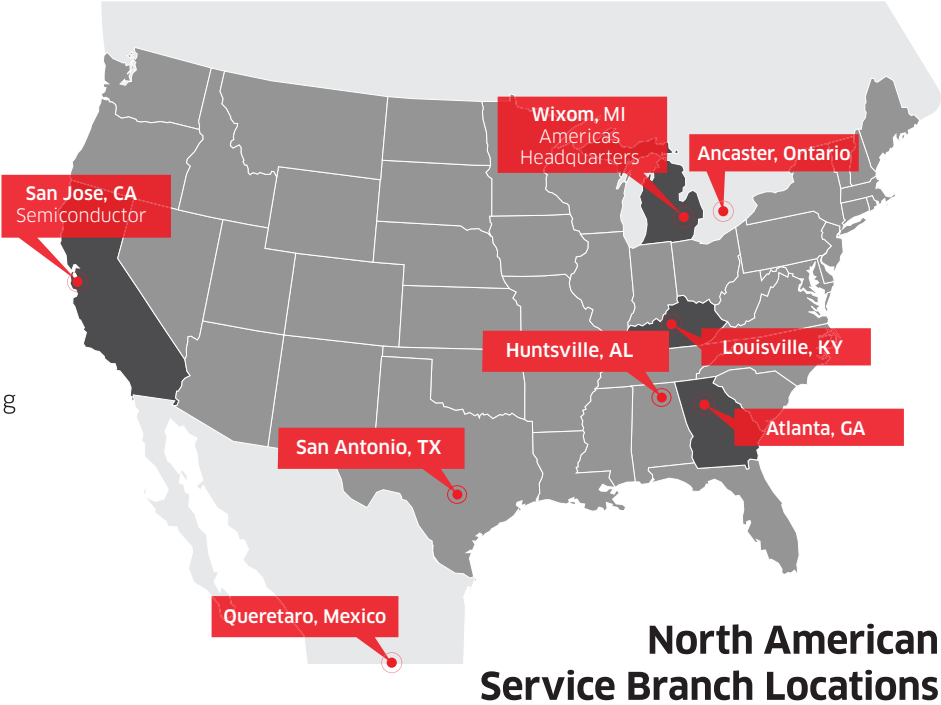 Wixom, MI
Americas
Headquarters
Ancaster, Ontario
San Jose, CA
Semiconductor
Huntsville, AL
Louisville, KY
gg
Atlanta, GA
San Antonio, TX
Queretaro, Mexico
North American
Service Branch Locations